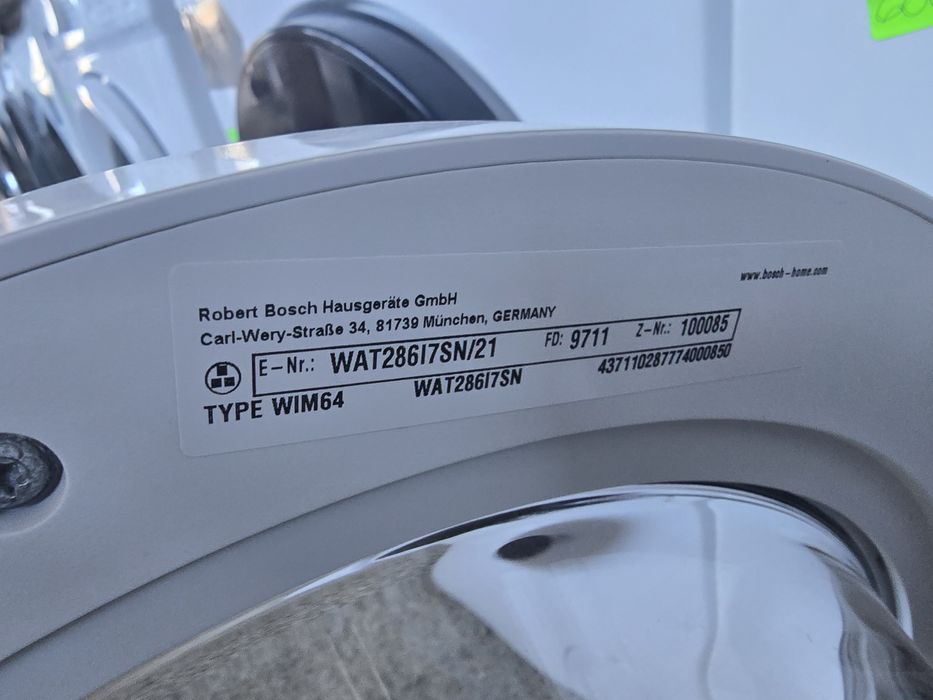 www.bosch-home.com
Robert Bosch Hausgeräte GmbH
Carl-Wery-Straße 34, 81739 München, GERMANY
E-Nr.: WAT286I7SN/21 FD: 9711 Z-Nr.: 100085
TYPE WIM64 WAT286I7SN 437110287774000850